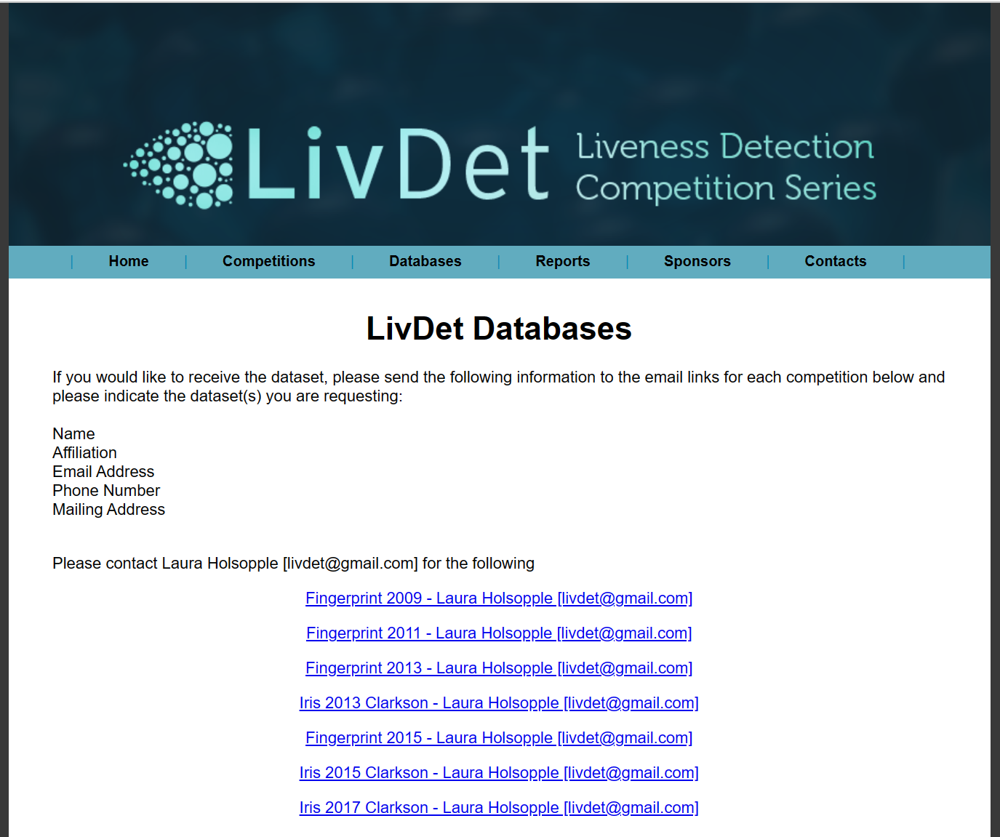 LivDet
Liveness Detection
Competition Series
| Home | Competitions | Databases | Reports | Sponsors | Contacts |
LivDet Databases
If you would like to receive the dataset, please send the following information to the email links for each competition below and
please indicate the dataset(s) you are requesting:
Name
Affiliation
Email Address
Phone Number
Mailing Address
Please contact Laura Holsopple [livdet@gmail.com] for the following
Fingerprint 2009 - Laura Holsopple [livdet@gmail.com]
Fingerprint 2011 - Laura Holsopple [livdet@gmail.com]
Fingerprint 2013 - Laura Holsopple [livdet@gmail.com]
Iris 2013 Clarkson - Laura Holsopple [livdet@gmail.com]
Fingerprint 2015 - Laura Holsopple [livdet@gmail.com]
Iris 2015 Clarkson - Laura Holsopple [livdet@gmail.com]
Iris 2017 Clarkson - Laura Holsopple [livdet@gmail.com]